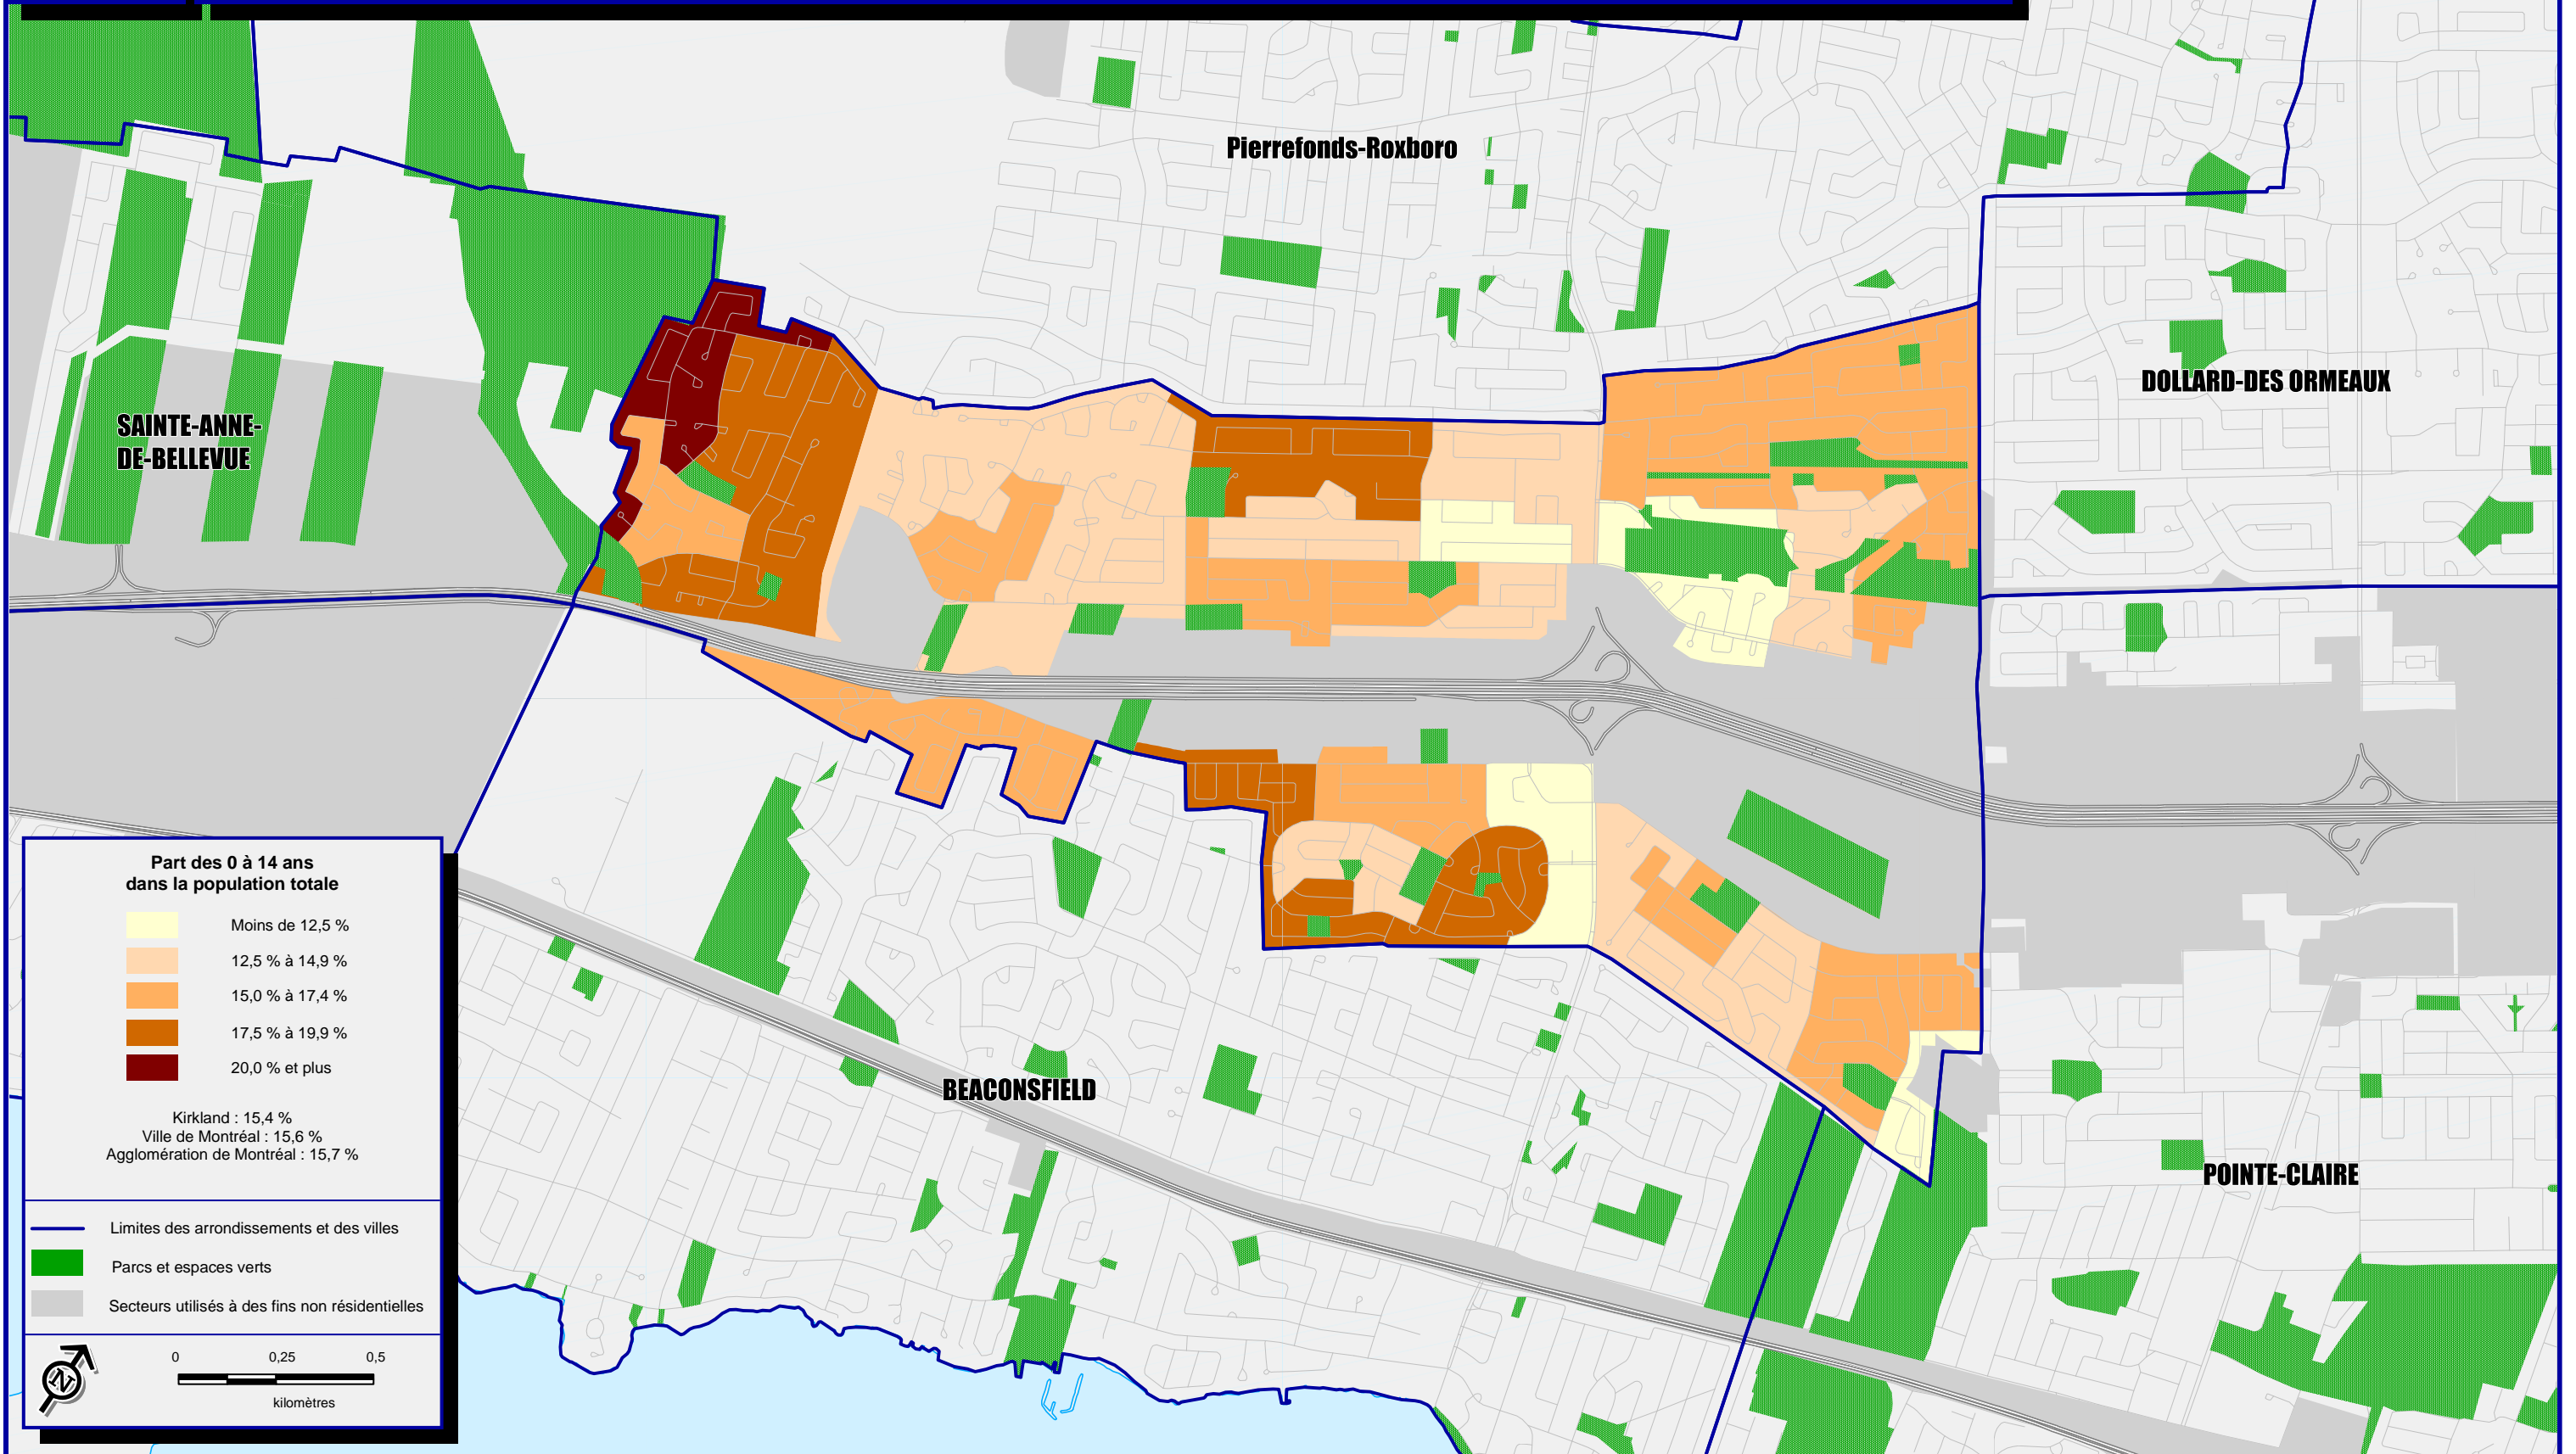 Pierrefonds-Roxboro
DOLLARD-DES ORMEAUX
SAINTE-ANNE-
DE-BELLEVUE
BEACONSFIELD
POINTE-CLAIRE
Part des 0 à 14 ans
dans la population totale
Moins de 12,5 %
12,5 % à 14,9 %
15,0 % à 17,4 %
17,5 % à 19,9 %
20,0 % et plus
Kirkland : 15,4 %
Ville de Montréal : 15,6 %
Agglomération de Montréal : 15,7 %
Limites des arrondissements et des villes
Parcs et espaces verts
Secteurs utilisés à des fins non résidentielles
N
0 0,25 0,5
kilomètres